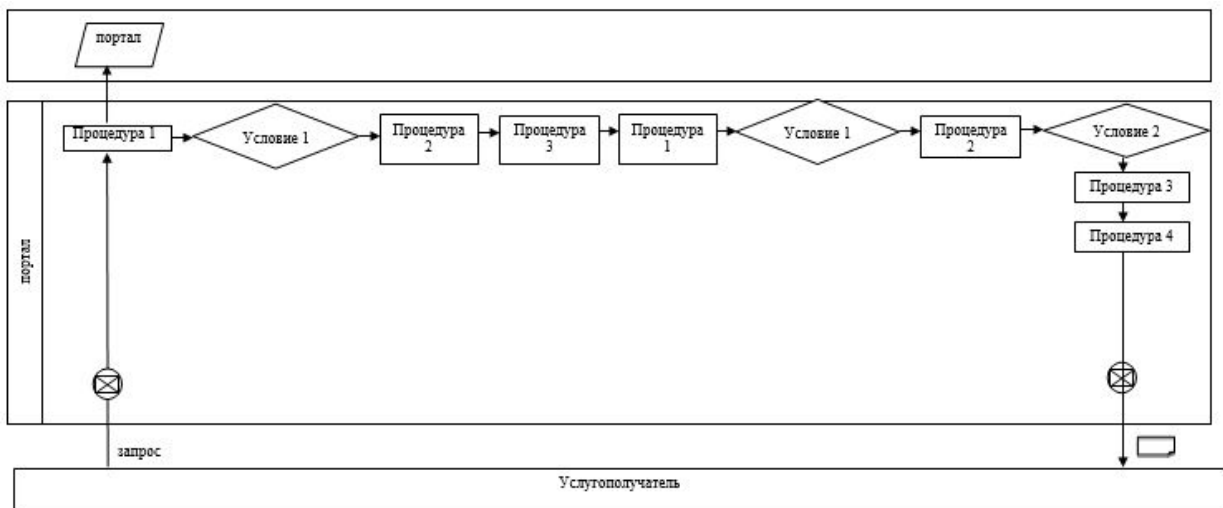 портал
Процедура 1
Условие 1
Процедура
2
Процедура
3
Процедура
1
Условие 1
Процедура
2
Условие 2
Процедура 3
Процедура 4
портал
запрос
Услугополучатель